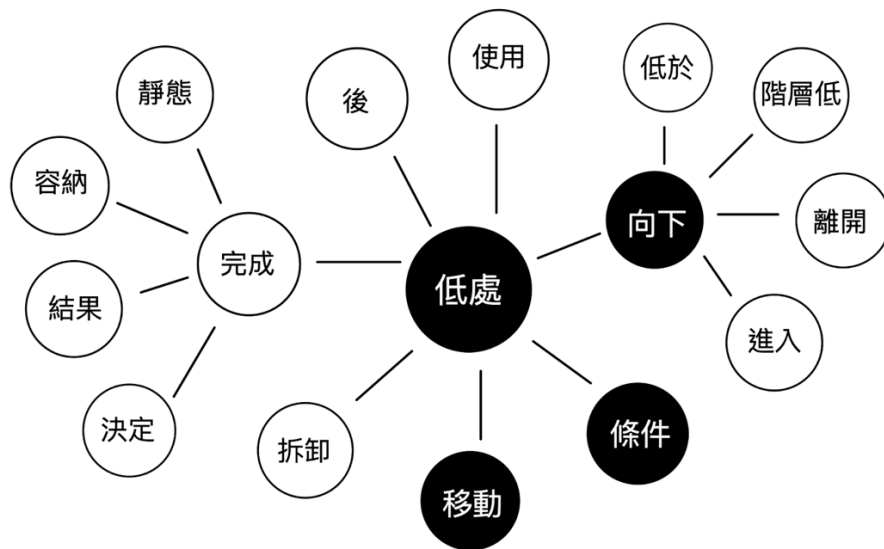 使用
低於
靜態
後
階層低
容納
向下
離開
完成
低處
結果
進入
決定
拆卸
條件
移動